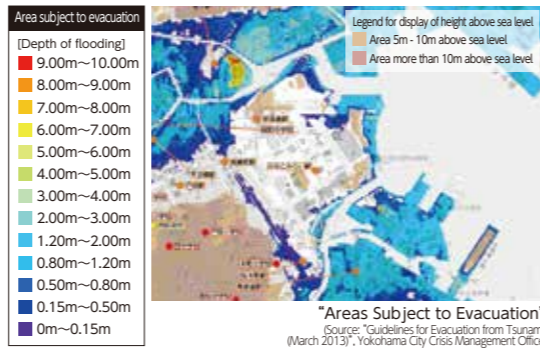 Area subject to evacuation
[Depth of flooding]
9.00m～10.00m
8.00m～9.00m
7.00m～8.00m
6.00m～7.00m
5.00m～6.00m
4.00m～5.00m
3.00m～4.00m
2.00m～3.00m
1.20m～2.00m
0.80m～1.20m
0.50m～0.80m
0.15m～0.50m
0m～0.15m
Legend for display of height above sea level
Area 5m - 10m above sea level
Area more than 10m above sea level
"Areas Subject to Evacuation"
(Source: "Guidelines for Evacuation from Tsunam
(March 2013)", Yokohama City Crisis Management Office